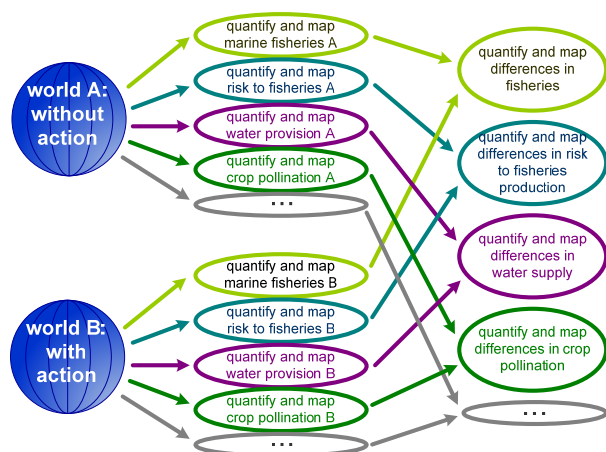 world A:
without
action
quantify and map
marine fisheries A
quantify and map
risk to fisheries A
quantify and map
water provision A
quantify and map
crop pollination A
...
quantify and map
differences in
fisheries
quantify and map
differences in risk
to fisheries
production
quantify and map
differences in
water supply
quantify and map
differences in crop
pollination
...
world B:
with
action
quantify and map
marine fisheries B
quantify and map
risk to fisheries B
quantify and map
water provision B
quantify and map
crop pollination B
...